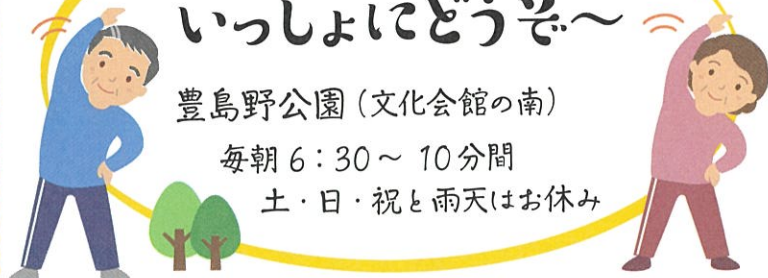 いっしょにどうぞ〜
豊島野公園（文化会館の南）
毎朝 6：30〜 10分間
土・日・祝と雨天はお休み